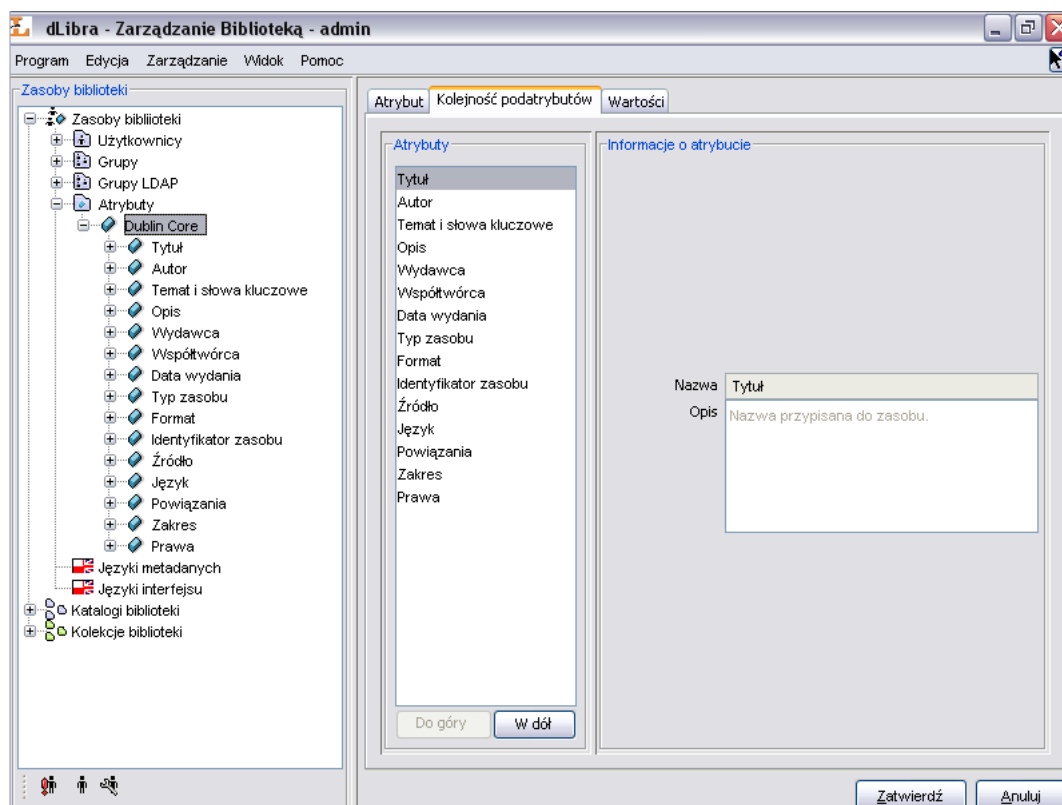 dLibra - Zarządzanie Biblioteką - admin
Program Edycja Zarządzanie Widok Pomoc
Zasoby biblioteki
Zasoby bibliioteki
Użytkownicy
Grupy
Grupy LDAP
Atrybuty
Dublin Core
Tytuł
Autor
Temat i słowa kluczowe
Opis
Wydawca
Współtwórca
Data wydania
Typ zasobu
Format
Identyfikator zasobu
Źródło
Język
Powiązania
Zakres
Prawa
Języki metadanych
Języki interfejsu
Katalogi biblioteki
Kolekcje biblioteki
Atrybut Kolejność podatrybutów Wartości
Atrybuty
Tytuł
Autor
Temat i słowa kluczowe
Opis
Wydawca
Współtwórca
Data wydania
Typ zasobu
Format
Identyfikator zasobu
Źródło
Język
Powiązania
Zakres
Prawa
Do góry W dół
Informacje o atrybucie
Nazwa Tytuł
Opis Nazwa przypisana do zasobu.
Zatwierdź Anuluj